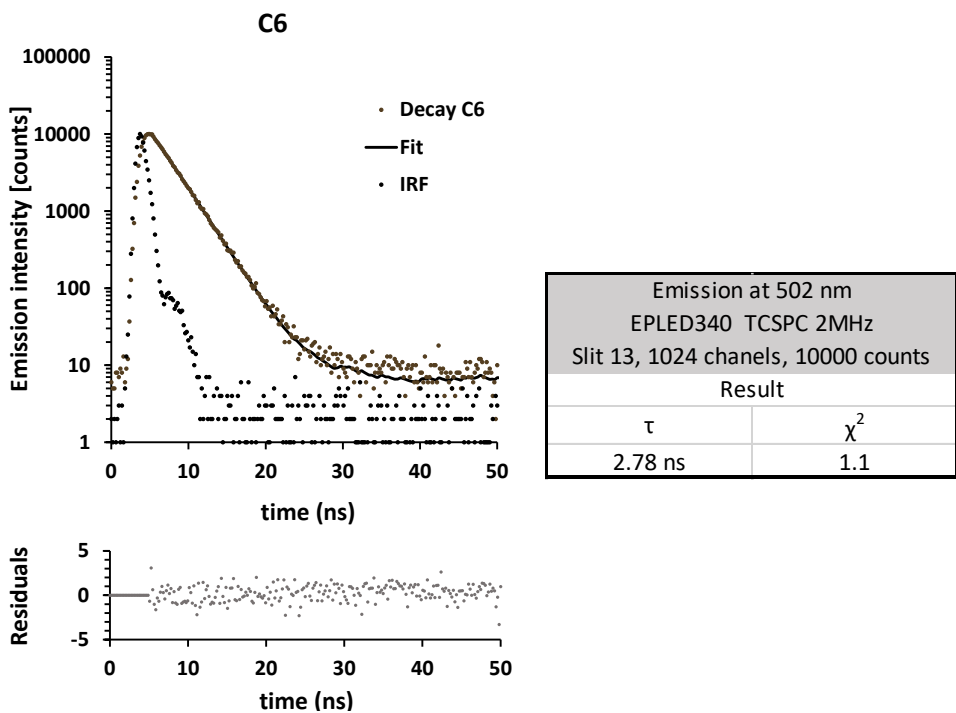 C6
Emission intensity [counts]
100000
10000
1000
100
10
1
Decay C6
Fit
IRF
0 10 20 30 40 50
time (ns)
Emission at 502 nm
EPLED340 TCSPC 2MHz
Slit 13, 1024 chanels, 10000 counts
Result
τ χ²
2.78 ns 1.1
Residuals
5
0
-5
0 10 20 30 40 50
time (ns)